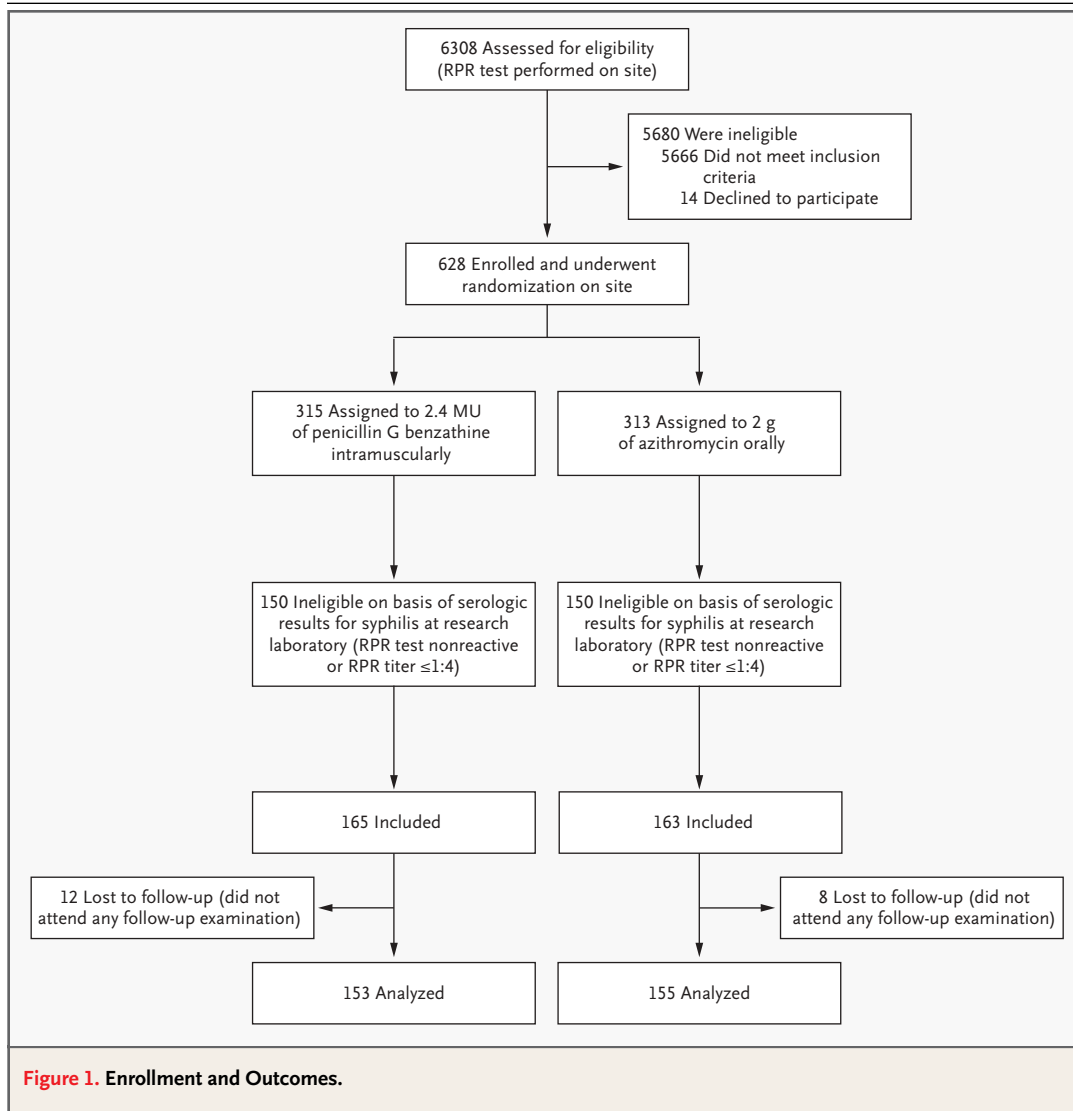 6308 Assessed for eligibility
(RPR test performed on site)
5680 Were ineligible
5666 Did not meet inclusion
criteria
14 Declined to participate
628 Enrolled and underwent
randomization on site
315 Assigned to 2.4 MU
of penicillin G benzathine
intramuscularly
313 Assigned to 2 g
of azithromycin orally
150 Ineligible on basis of serologic
results for syphilis at research
laboratory (RPR test nonreactive
or RPR titer ≤1:4)
150 Ineligible on basis of serologic
results for syphilis at research
laboratory (RPR test nonreactive
or RPR titer ≤1:4)
165 Included
163 Included
12 Lost to follow-up (did not
attend any follow-up examination)
8 Lost to follow-up (did not
attend any follow-up examination)
153 Analyzed
155 Analyzed
Figure 1. Enrollment and Outcomes.